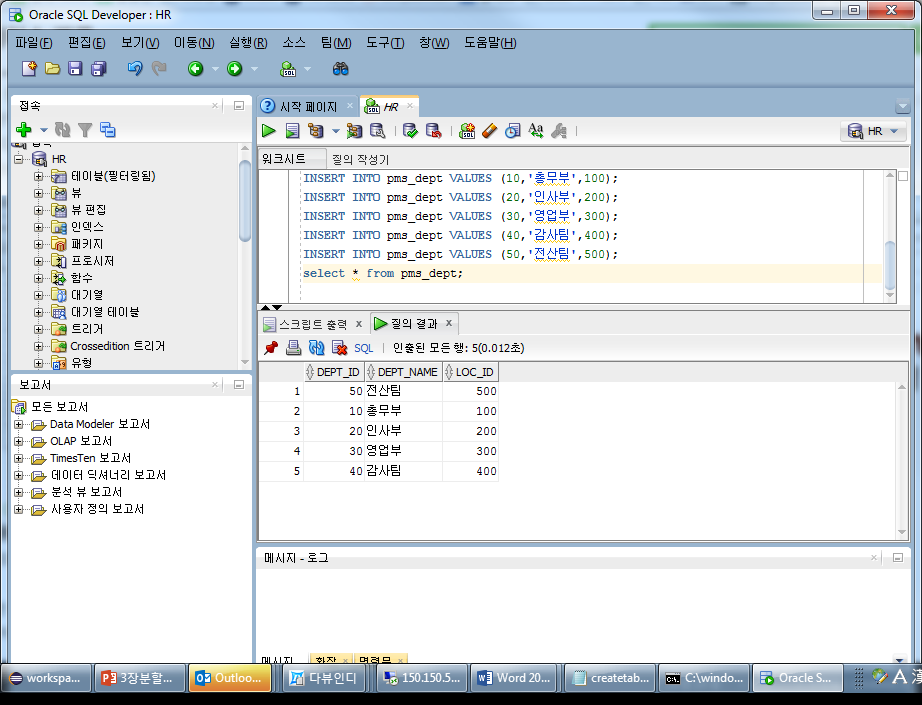 Oracle SQL Developer : HR
파일(F) 편집(E) 보기(V) 이동(N) 실행(R) 소스 팀(M) 도구(T) 창(W) 도움말(H)
접속
HR
테이블(필터링됨)
뷰
뷰 편집
인덱스
패키지
프로시저
함수
대기열
대기열 테이블
트리거
Crossedition 트리거
유형
보고서
모든 보고서
Data Modeler 보고서
OLAP 보고서
TimesTen 보고서
데이터 딕셔너리 보고서
분석 뷰 보고서
사용자 정의 보고서
시작 페이지 HR
HR
워크시트 질의 작성기
INSERT INTO pms_dept VALUES (10,'총무부',100);
INSERT INTO pms_dept VALUES (20,'인사부',200);
INSERT INTO pms_dept VALUES (30,'영업부',300);
INSERT INTO pms_dept VALUES (40,'감사팀',400);
INSERT INTO pms_dept VALUES (50,'전산팀',500);
select * from pms_dept;
스크립트 출력 x 질의 결과 x
SQL | 인출된 모든 행: 5(0.012초)
DEPT_ID DEPT_NAME LOC_ID
1 50 전산팀 500
2 10 총무부 100
3 20 인사부 200
4 30 영업부 300
5 40 감사팀 400
메시지 - 로그
workspa... 3장분할... Outloo... 다뷰인디 150.150.5... Word 20... createtab... C:\windo... Oracle S... A 漢